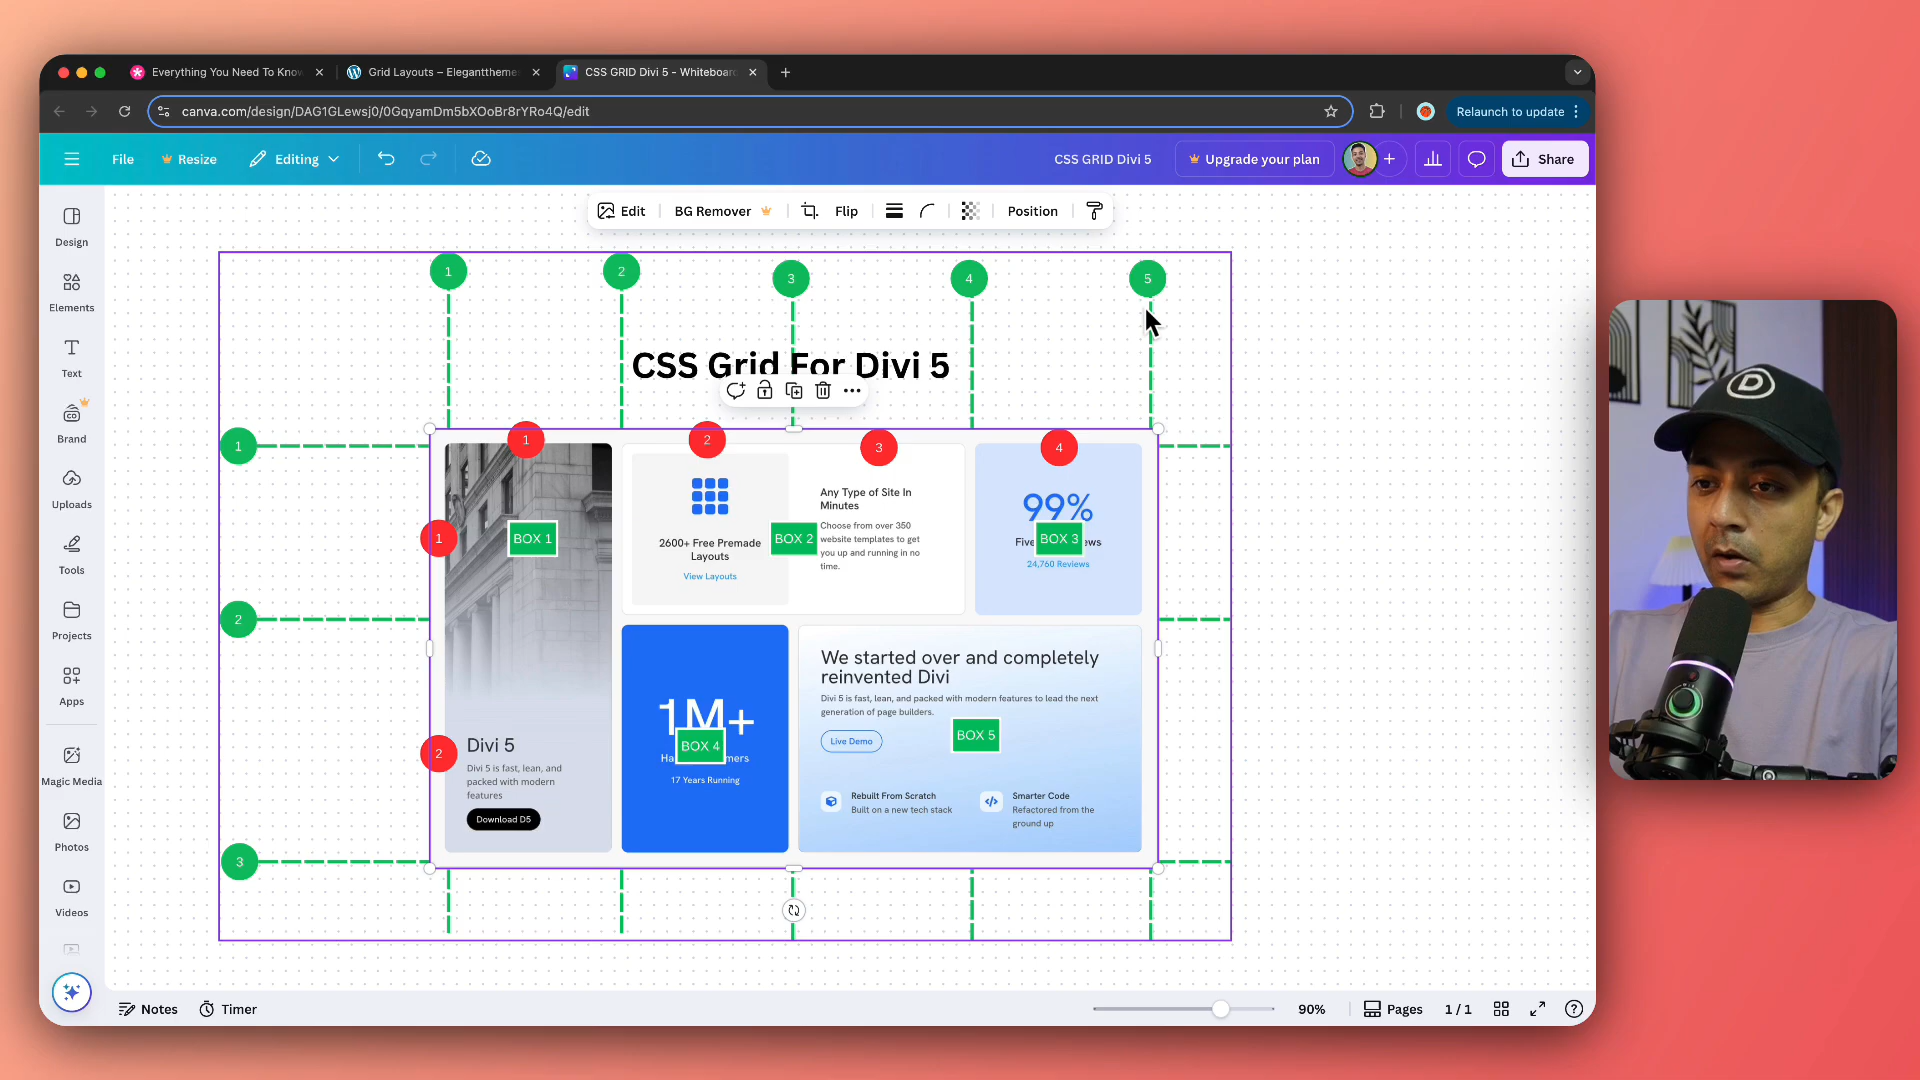 Everything You Need To Know
Grid Layouts – Elegantthemes
CSS GRID Divi 5 - Whiteboard
canva.com/design/DAG1GLewsj0/0GqyamDm5bXOoBr8rYRo4Q/edit
Relaunch to update
File
Resize
Editing
CSS GRID Divi 5
Upgrade your plan
Share
Edit
BG Remover
Flip
Position
Design
Elements
Text
Brand
Uploads
Tools
Projects
Apps
Magic Media
Photos
Videos
1
2
3
4
5
CSS Grid For Divi 5
1
2
3
1
2
3
4
1
2
BOX 1
Divi 5
Divi 5 is fast, lean, and
packed with modern
features
Download D5
2600+ Free Premade
Layouts
View Layouts
BOX 2
Any Type of Site In
Minutes
Choose from over 350
website templates to get
you up and running in no
time.
99%
BOX 3
24,760 Reviews
1M+
BOX 4
17 Years Running
We started over and completely
reinvented Divi
Divi 5 is fast, lean, and packed with modern features to lead the next
generation of page builders.
Live Demo
BOX 5
Rebuilt From Scratch
Built on a new tech stack
Smarter Code
Refactored from the
ground up
Notes
Timer
90%
Pages
1 / 1
D